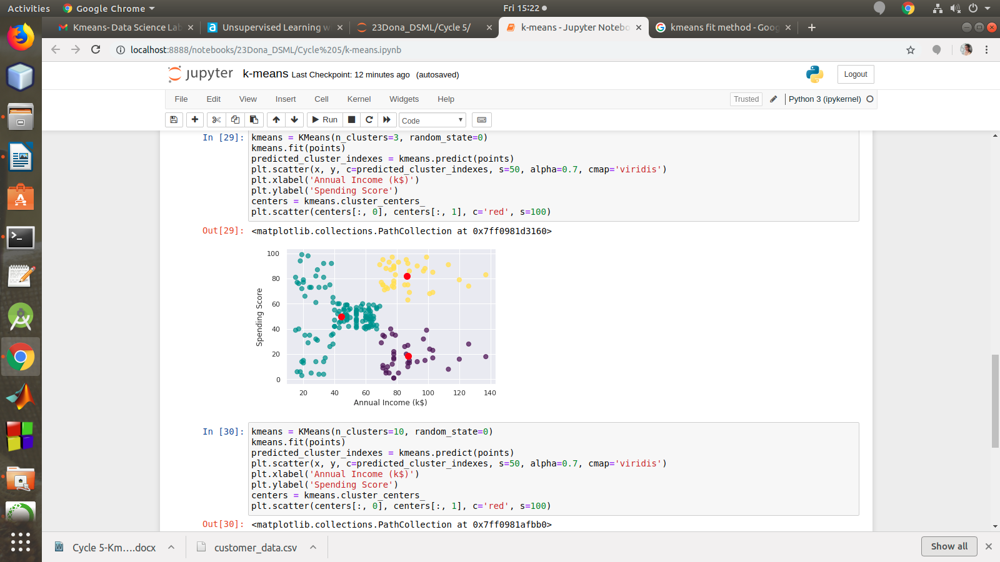 Activities Google Chrome Fri 15:22
Kmeans- Data Science Lab Unsupervised Learning w 23Dona_DSML/Cycle 5/ k-means - Jupyter Notebo kmeans fit method - Goog
localhost:8888/notebooks/23Dona_DSML/Cycle%205/k-means.ipynb
jupyter k-means Last Checkpoint: 12 minutes ago (autosaved) Logout
File Edit View Insert Cell Kernel Widgets Help Trusted Python 3 (ipykernel)
Run Code
In [29]: kmeans = KMeans(n_clusters=3, random_state=0)
kmeans.fit(points)
predicted_cluster_indexes = kmeans.predict(points)
plt.scatter(x, y, c=predicted_cluster_indexes, s=50, alpha=0.7, cmap='viridis')
plt.xlabel('Annual Income (k$)')
plt.ylabel('Spending Score')
centers = kmeans.cluster_centers_
plt.scatter(centers[:, 0], centers[:, 1], c='red', s=100)
Out[29]: <matplotlib.collections.PathCollection at 0x7ff0981d3160>
100
80
60
40
20
0
Spending Score
20 40 60 80 100 120 140
Annual Income (k$)
In [30]: kmeans = KMeans(n_clusters=10, random_state=0)
kmeans.fit(points)
predicted_cluster_indexes = kmeans.predict(points)
plt.scatter(x, y, c=predicted_cluster_indexes, s=50, alpha=0.7, cmap='viridis')
plt.xlabel('Annual Income (k$)')
plt.ylabel('Spending Score')
centers = kmeans.cluster_centers_
plt.scatter(centers[:, 0], centers[:, 1], c='red', s=100)
Out[30]: <matplotlib.collections.PathCollection at 0x7ff0981afbb0>
Cycle 5-Km....docx customer_data.csv Show all